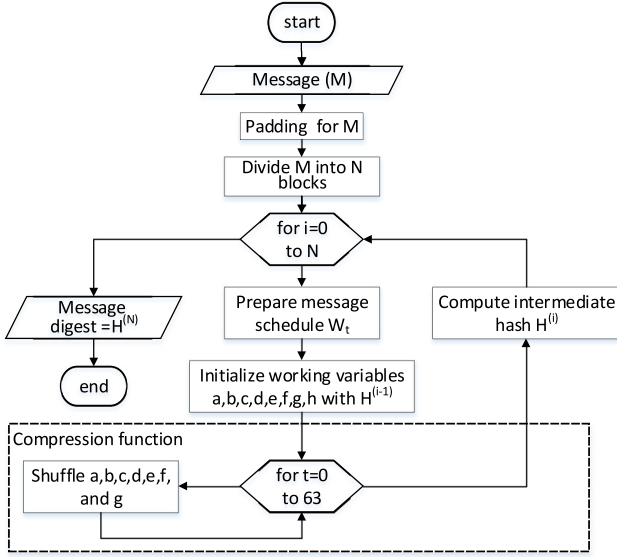 start
Message (M)
Padding for M
Divide M into N
blocks
for i=0
to N
Message
digest =H(N)
end
Prepare message
schedule Wt
Compute intermediate
hash H(i)
Initialize working variables
a,b,c,d,e,f,g,h with H(i-1)
Compression function
Shuffle a,b,c,d,e,f,
and g
for t=0
to 63